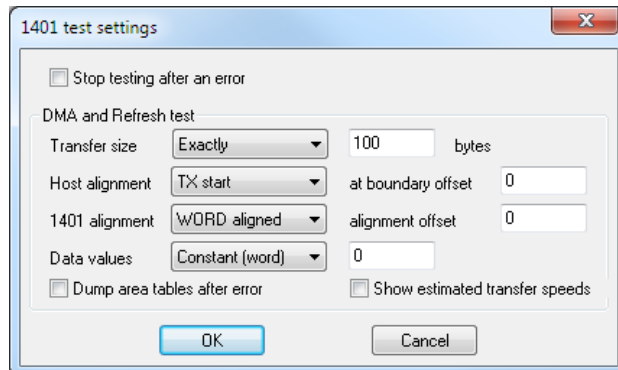 1401 test settings
Stop testing after an error
DMA and Refresh test
Transfer size Exactly 100 bytes
Host alignment TX start at boundary offset 0
1401 alignment WORD aligned alignment offset 0
Data values Constant (word) 0
Dump area tables after error Show estimated transfer speeds
OK Cancel